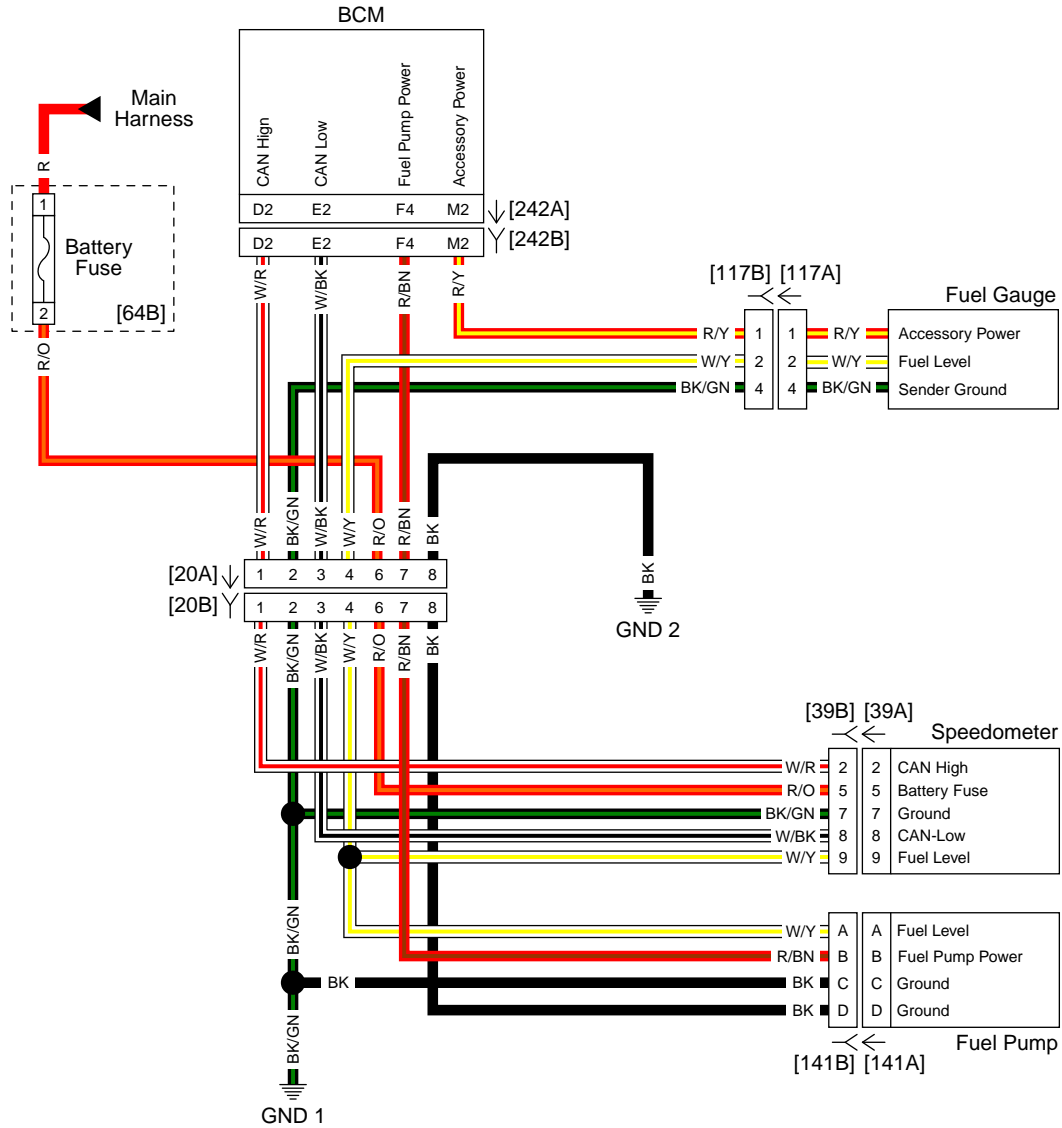 BCM
Main
Harness
CAN Hign
CAN Low
Fuel Pump Power
Accessory Power
R
D2 E2 F4 M2 [242A]
D2 E2 F4 M2 [242B]
1
Battery
Fuse
2
[64B]
R/O
W/R W/BK R/BN R/Y
[117B] [117A]
Fuel Gauge
R/Y 1 1 R/Y Accessory Power
W/Y 2 2 W/Y Fuel Level
BK/GN 4 4 BK/GN Sender Ground
W/R BK/GN W/BK W/Y R/O R/BN BK
[20A] 1 2 3 4 6 7 8
[20B] 1 2 3 4 6 7 8
W/R BK/GN W/BK W/Y R/O R/BN BK
BK
GND 2
[39B] [39A]
Speedometer
W/R 2 2 CAN High
R/O 5 5 Battery Fuse
BK/GN 7 7 Ground
W/BK 8 8 CAN-Low
W/Y 9 9 Fuel Level
BK/GN
W/Y A A Fuel Level
R/BN B B Fuel Pump Power
BK BK C C Ground
BK D D Ground
[141B] [141A]
Fuel Pump
BK/GN
GND 1